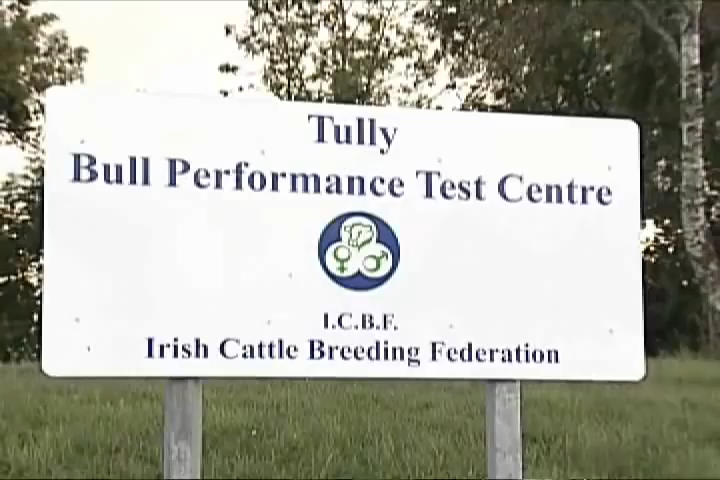 Tully
Bull Performance Test Centre
I.C.B.F.
Irish Cattle Breeding Federation